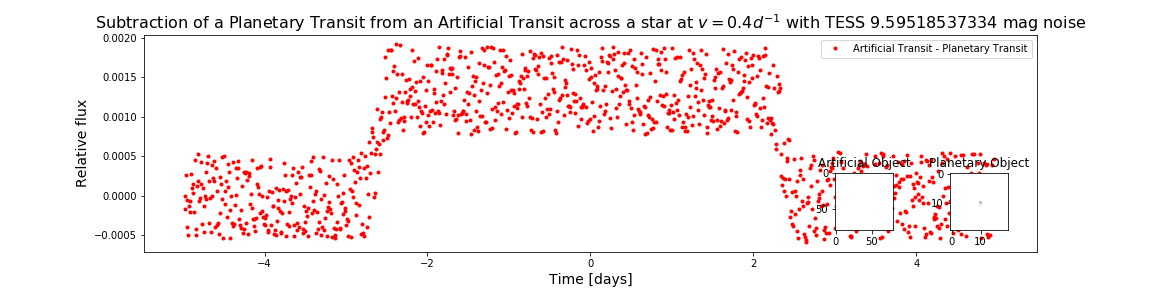 Subtraction of a Planetary Transit from an Artificial Transit across a star at v = 0.4d⁻¹ with TESS 9.59518537334 mag noise
Artificial Transit - Planetary Transit
Relative flux
0.0020
0.0015
0.0010
0.0005
0.0000
−0.0005
Artificial Object
0
50
0 50
Planetary Object
0
10
0 10
−4 −2 0 2 4
Time [days]